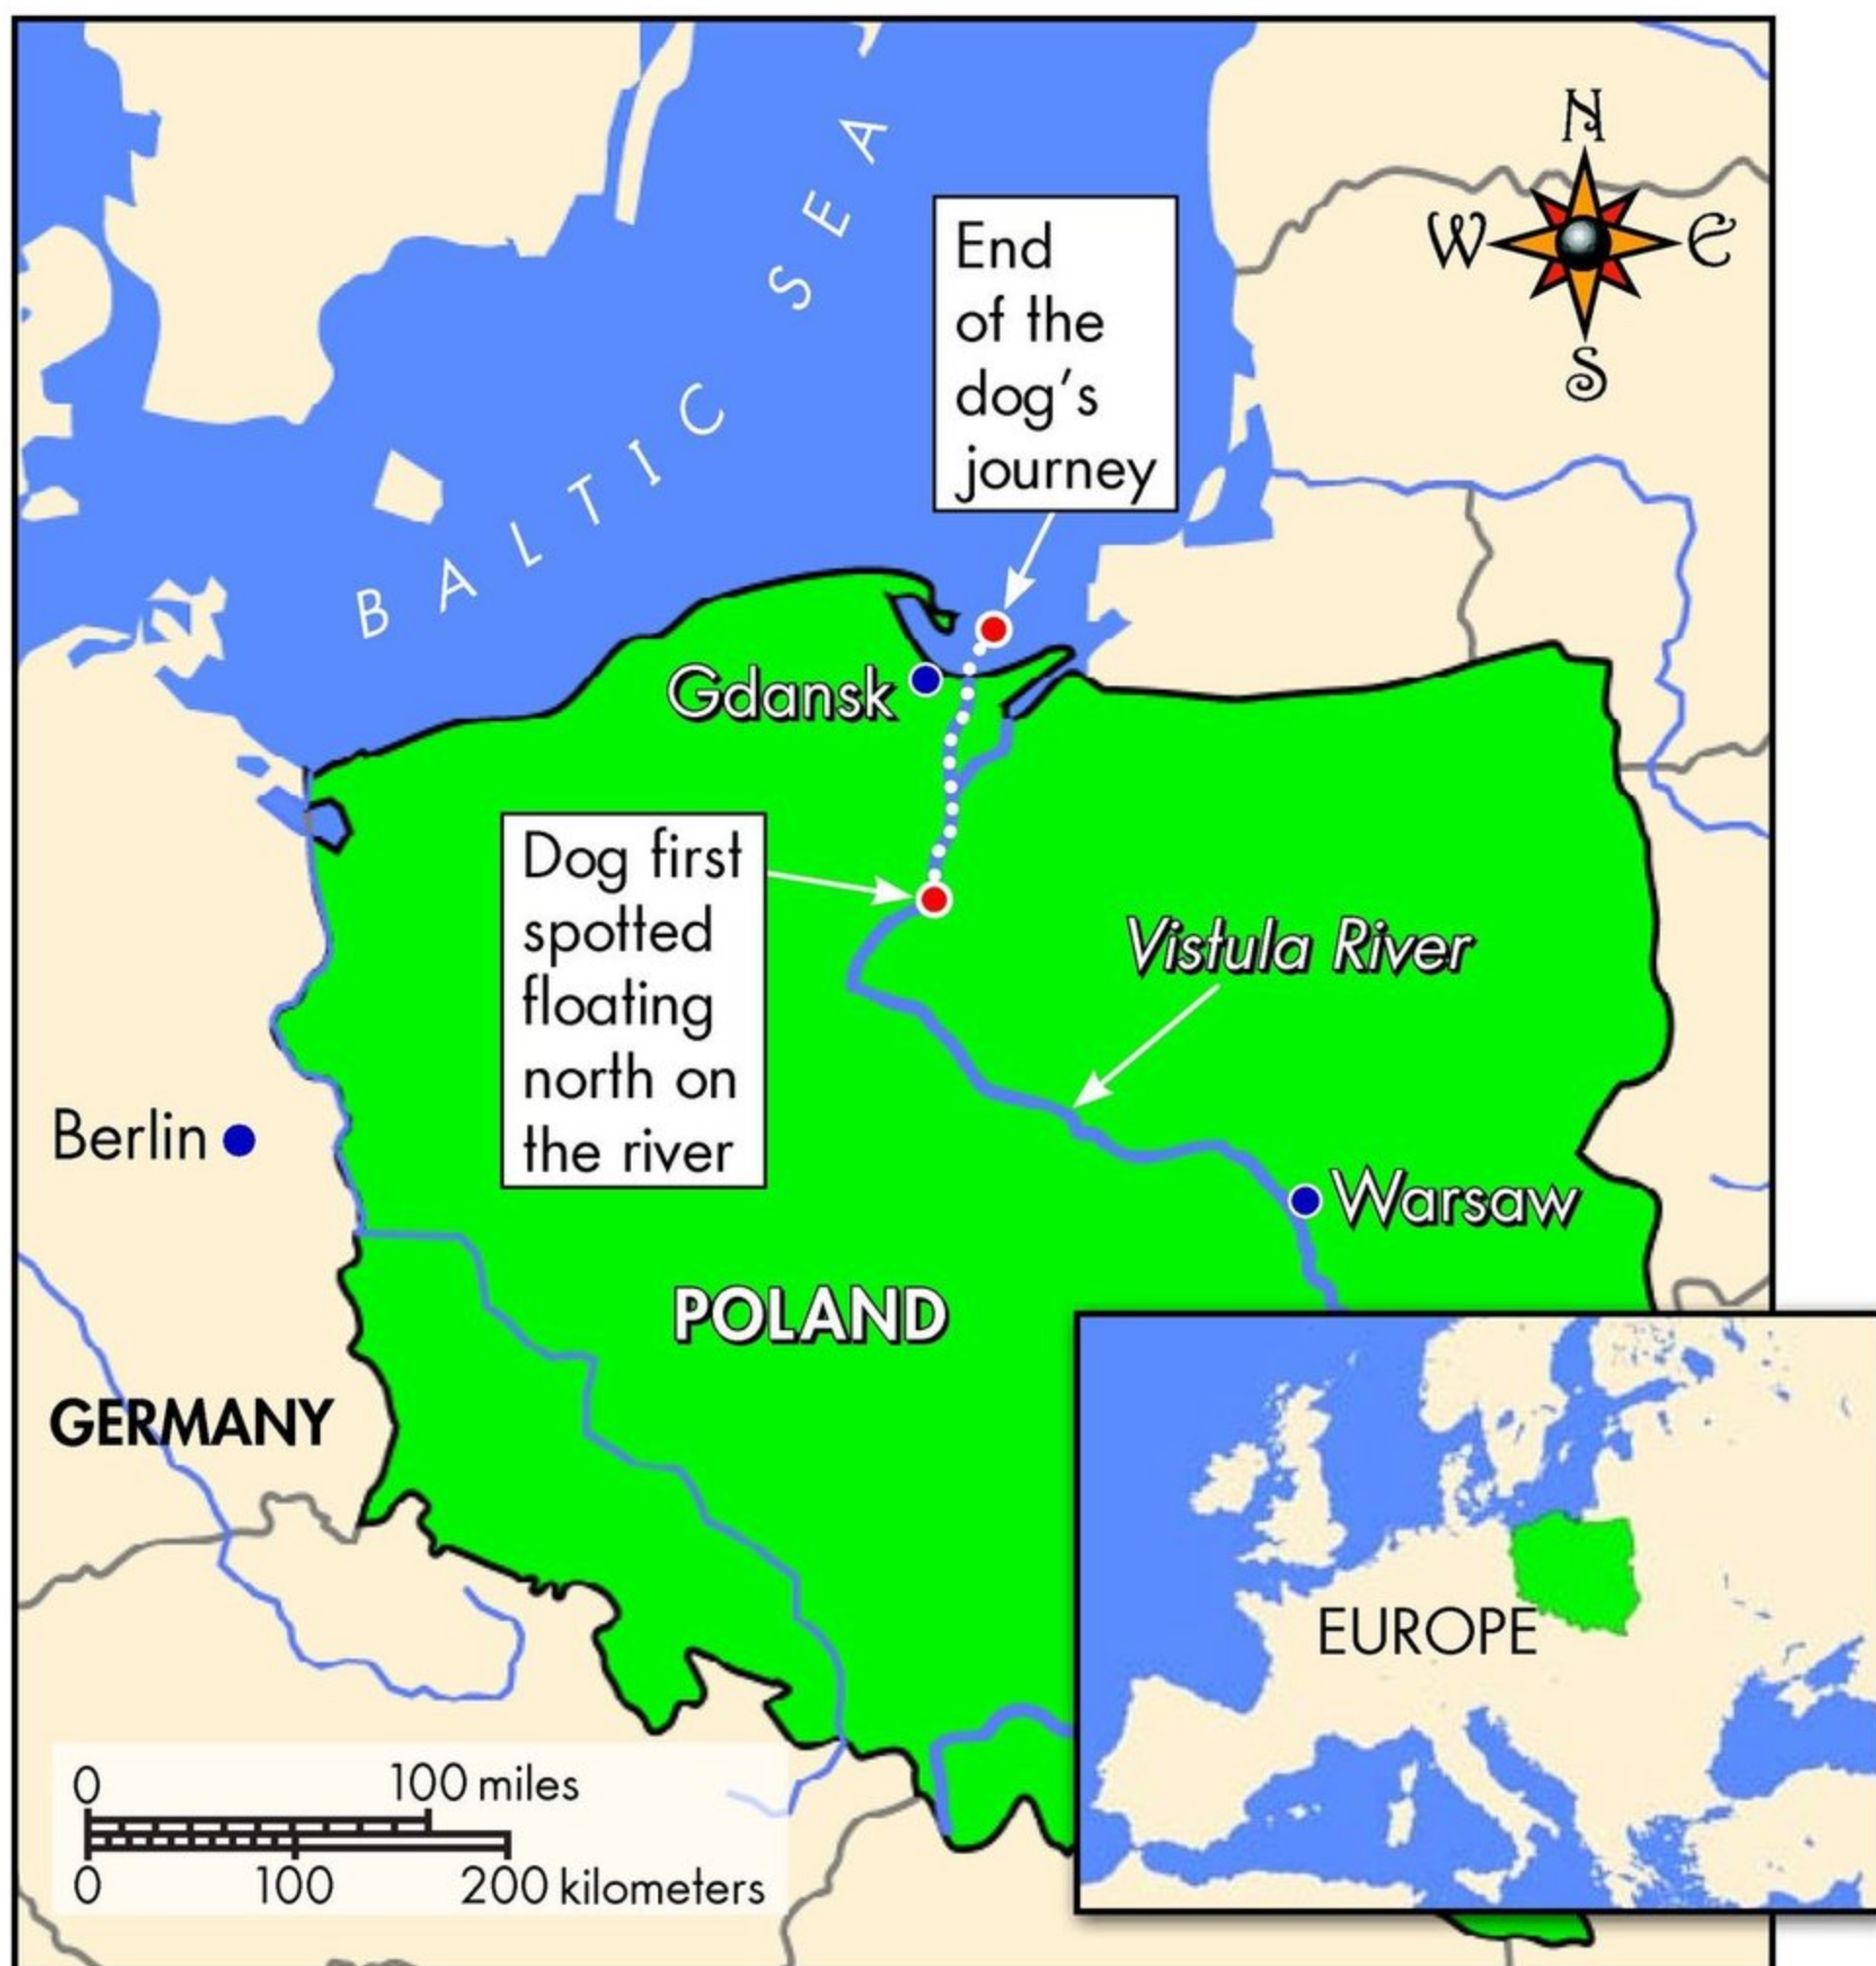 N
W E
S
BALTIC SEA
End
of the
dog's
journey
Gdansk
Dog first
spotted
floating
north on
the river
Vistula River
Berlin
Warsaw
POLAND
GERMANY
EUROPE
0 100 miles
0 100 200 kilometers